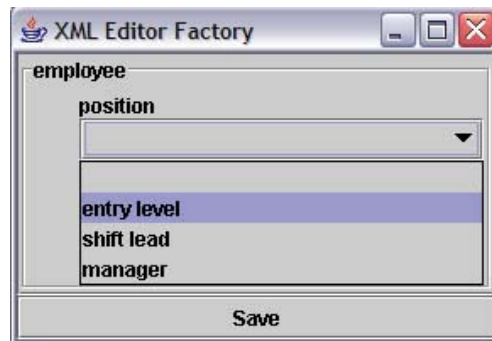 XML Editor Factory
employee
position
entry level
shift lead
manager
Save